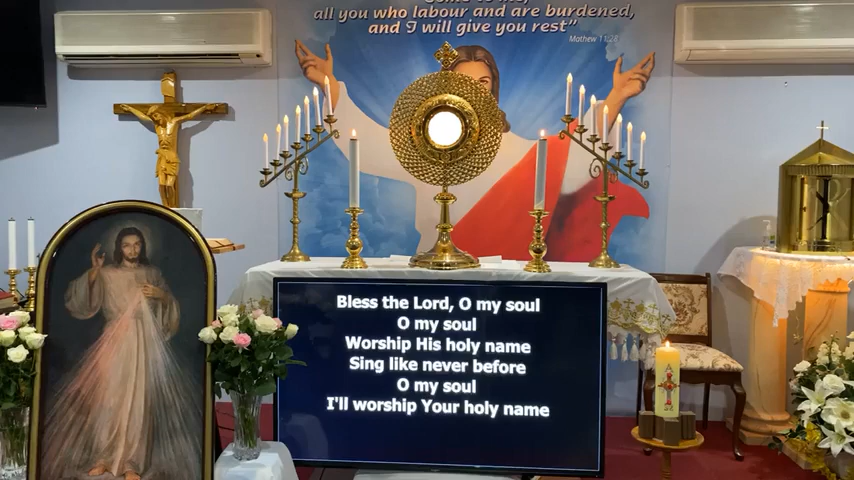 all you who labour and are burdened,
and I will give you rest"
Mathew 11:28
Bless the Lord, O my soul
O my soul
Worship His holy name
Sing like never before
O my soul
I'll worship Your holy name